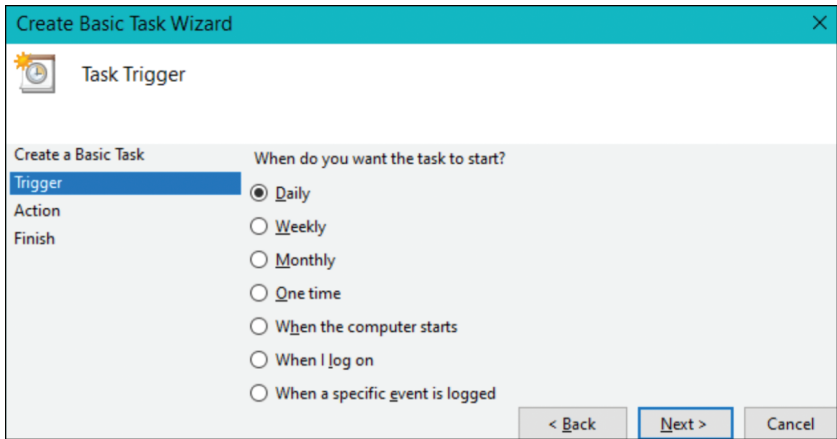 Create Basic Task Wizard
Task Trigger
Create a Basic Task
Trigger
Action
Finish
When do you want the task to start?
Daily
Weekly
Monthly
One time
When the computer starts
When I log on
When a specific event is logged
< Back
Next >
Cancel